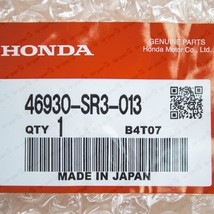 HONDA
GENUINE PARTS
Honda Motor Co., Ltd.
46930-SR3-013
QTY 1 B4T07
MADE IN JAPAN